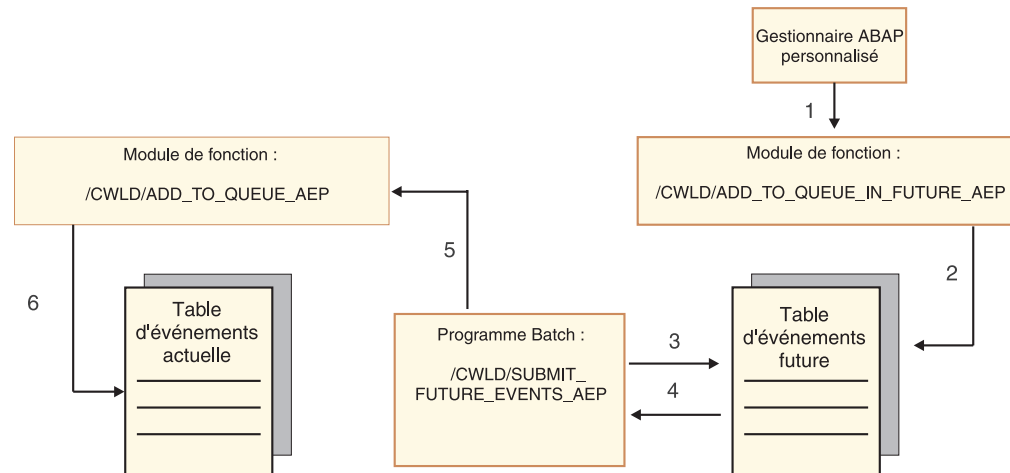 Gestionnaire ABAP
personnalisé
1
Module de fonction :
/CWLD/ADD_TO_QUEUE_AEP
Module de fonction :
/CWLD/ADD_TO_QUEUE_IN_FUTURE_AEP
5
2
6
Table
d'événements
actuelle
Programme Batch :
/CWLD/SUBMIT_
FUTURE_EVENTS_AEP
3
4
Table
d'événements
future